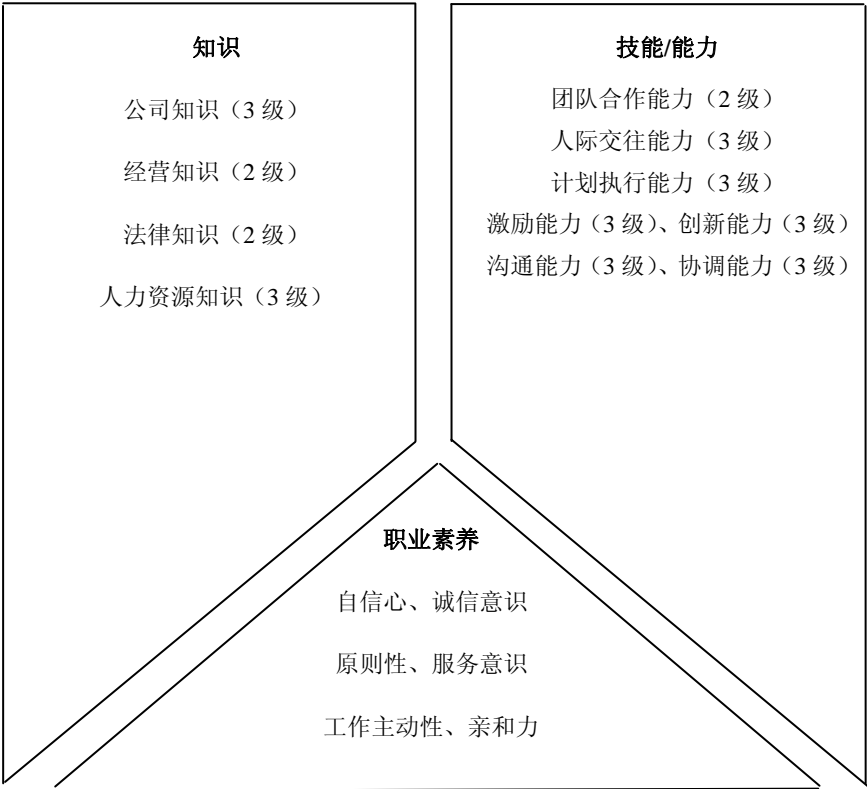 知识
公司知识（3 级）
经营知识（2 级）
法律知识（2 级）
人力资源知识（3 级）
技能/能力
团队合作能力（2 级）
人际交往能力（3 级）
计划执行能力（3 级）
激励能力（3 级）、创新能力（3 级）
沟通能力（3 级）、协调能力（3 级）
职业素养
自信心、诚信意识
原则性、服务意识
工作主动性、亲和力